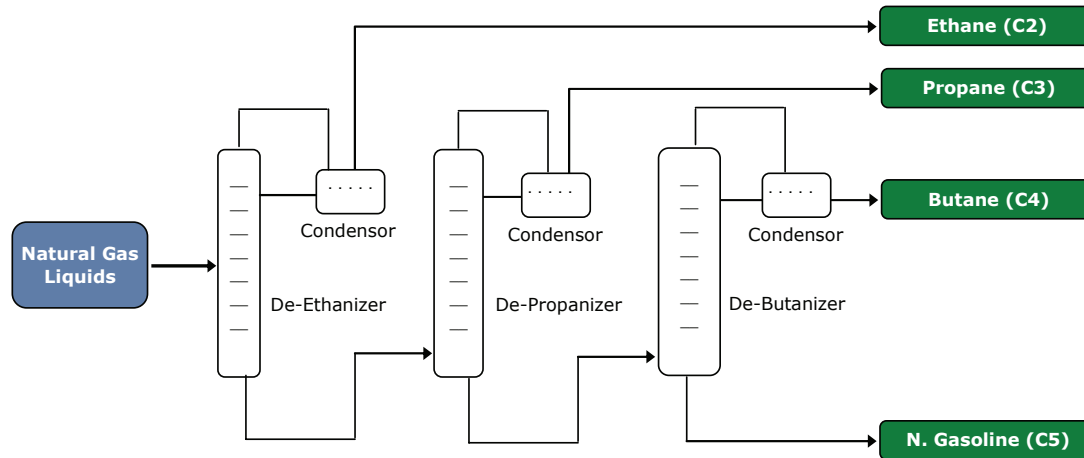 Ethane (C2)
Propane (C3)
Butane (C4)
Condensor
Condensor
Condensor
Natural Gas
Liquids
De-Ethanizer
De-Propanizer
De-Butanizer
N. Gasoline (C5)